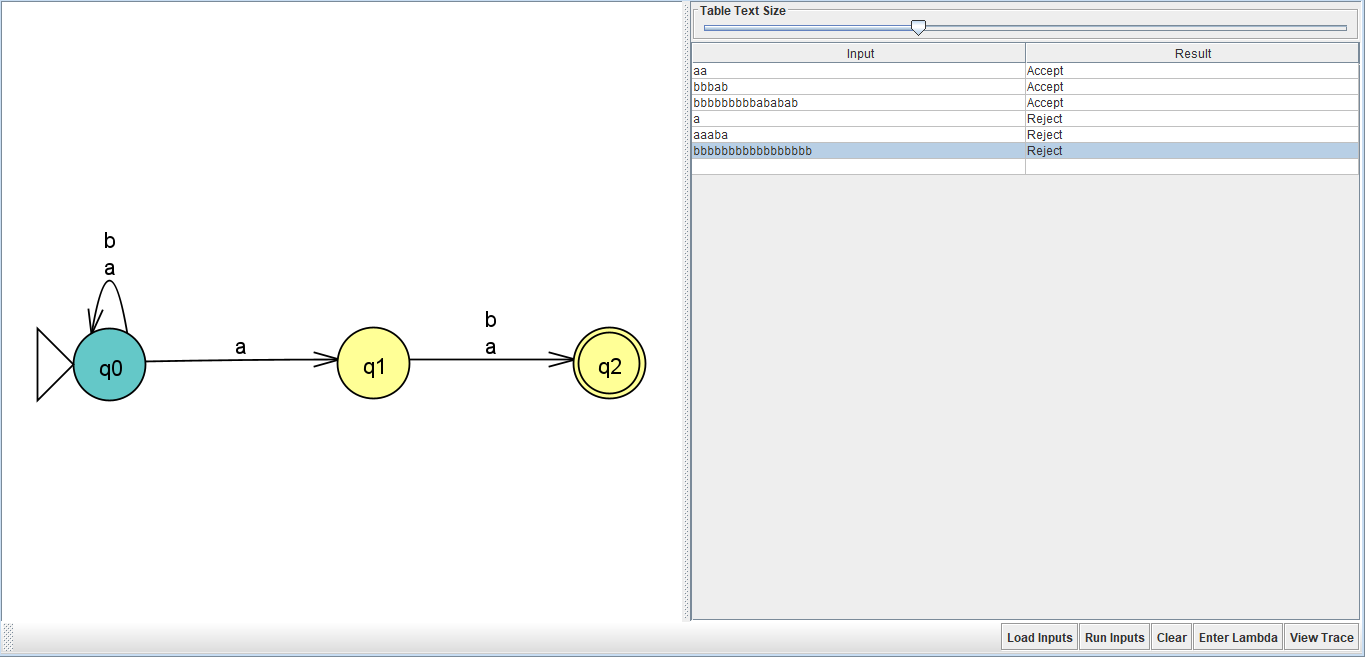 b
a
q0
a
q1
b
a
q2
Table Text Size
Input Result
aa Accept
bbbab Accept
bbbbbbbbbababab Accept
a Reject
aaaba Reject
bbbbbbbbbbbbbbbbb Reject
Load Inputs Run Inputs Clear Enter Lambda View Trace